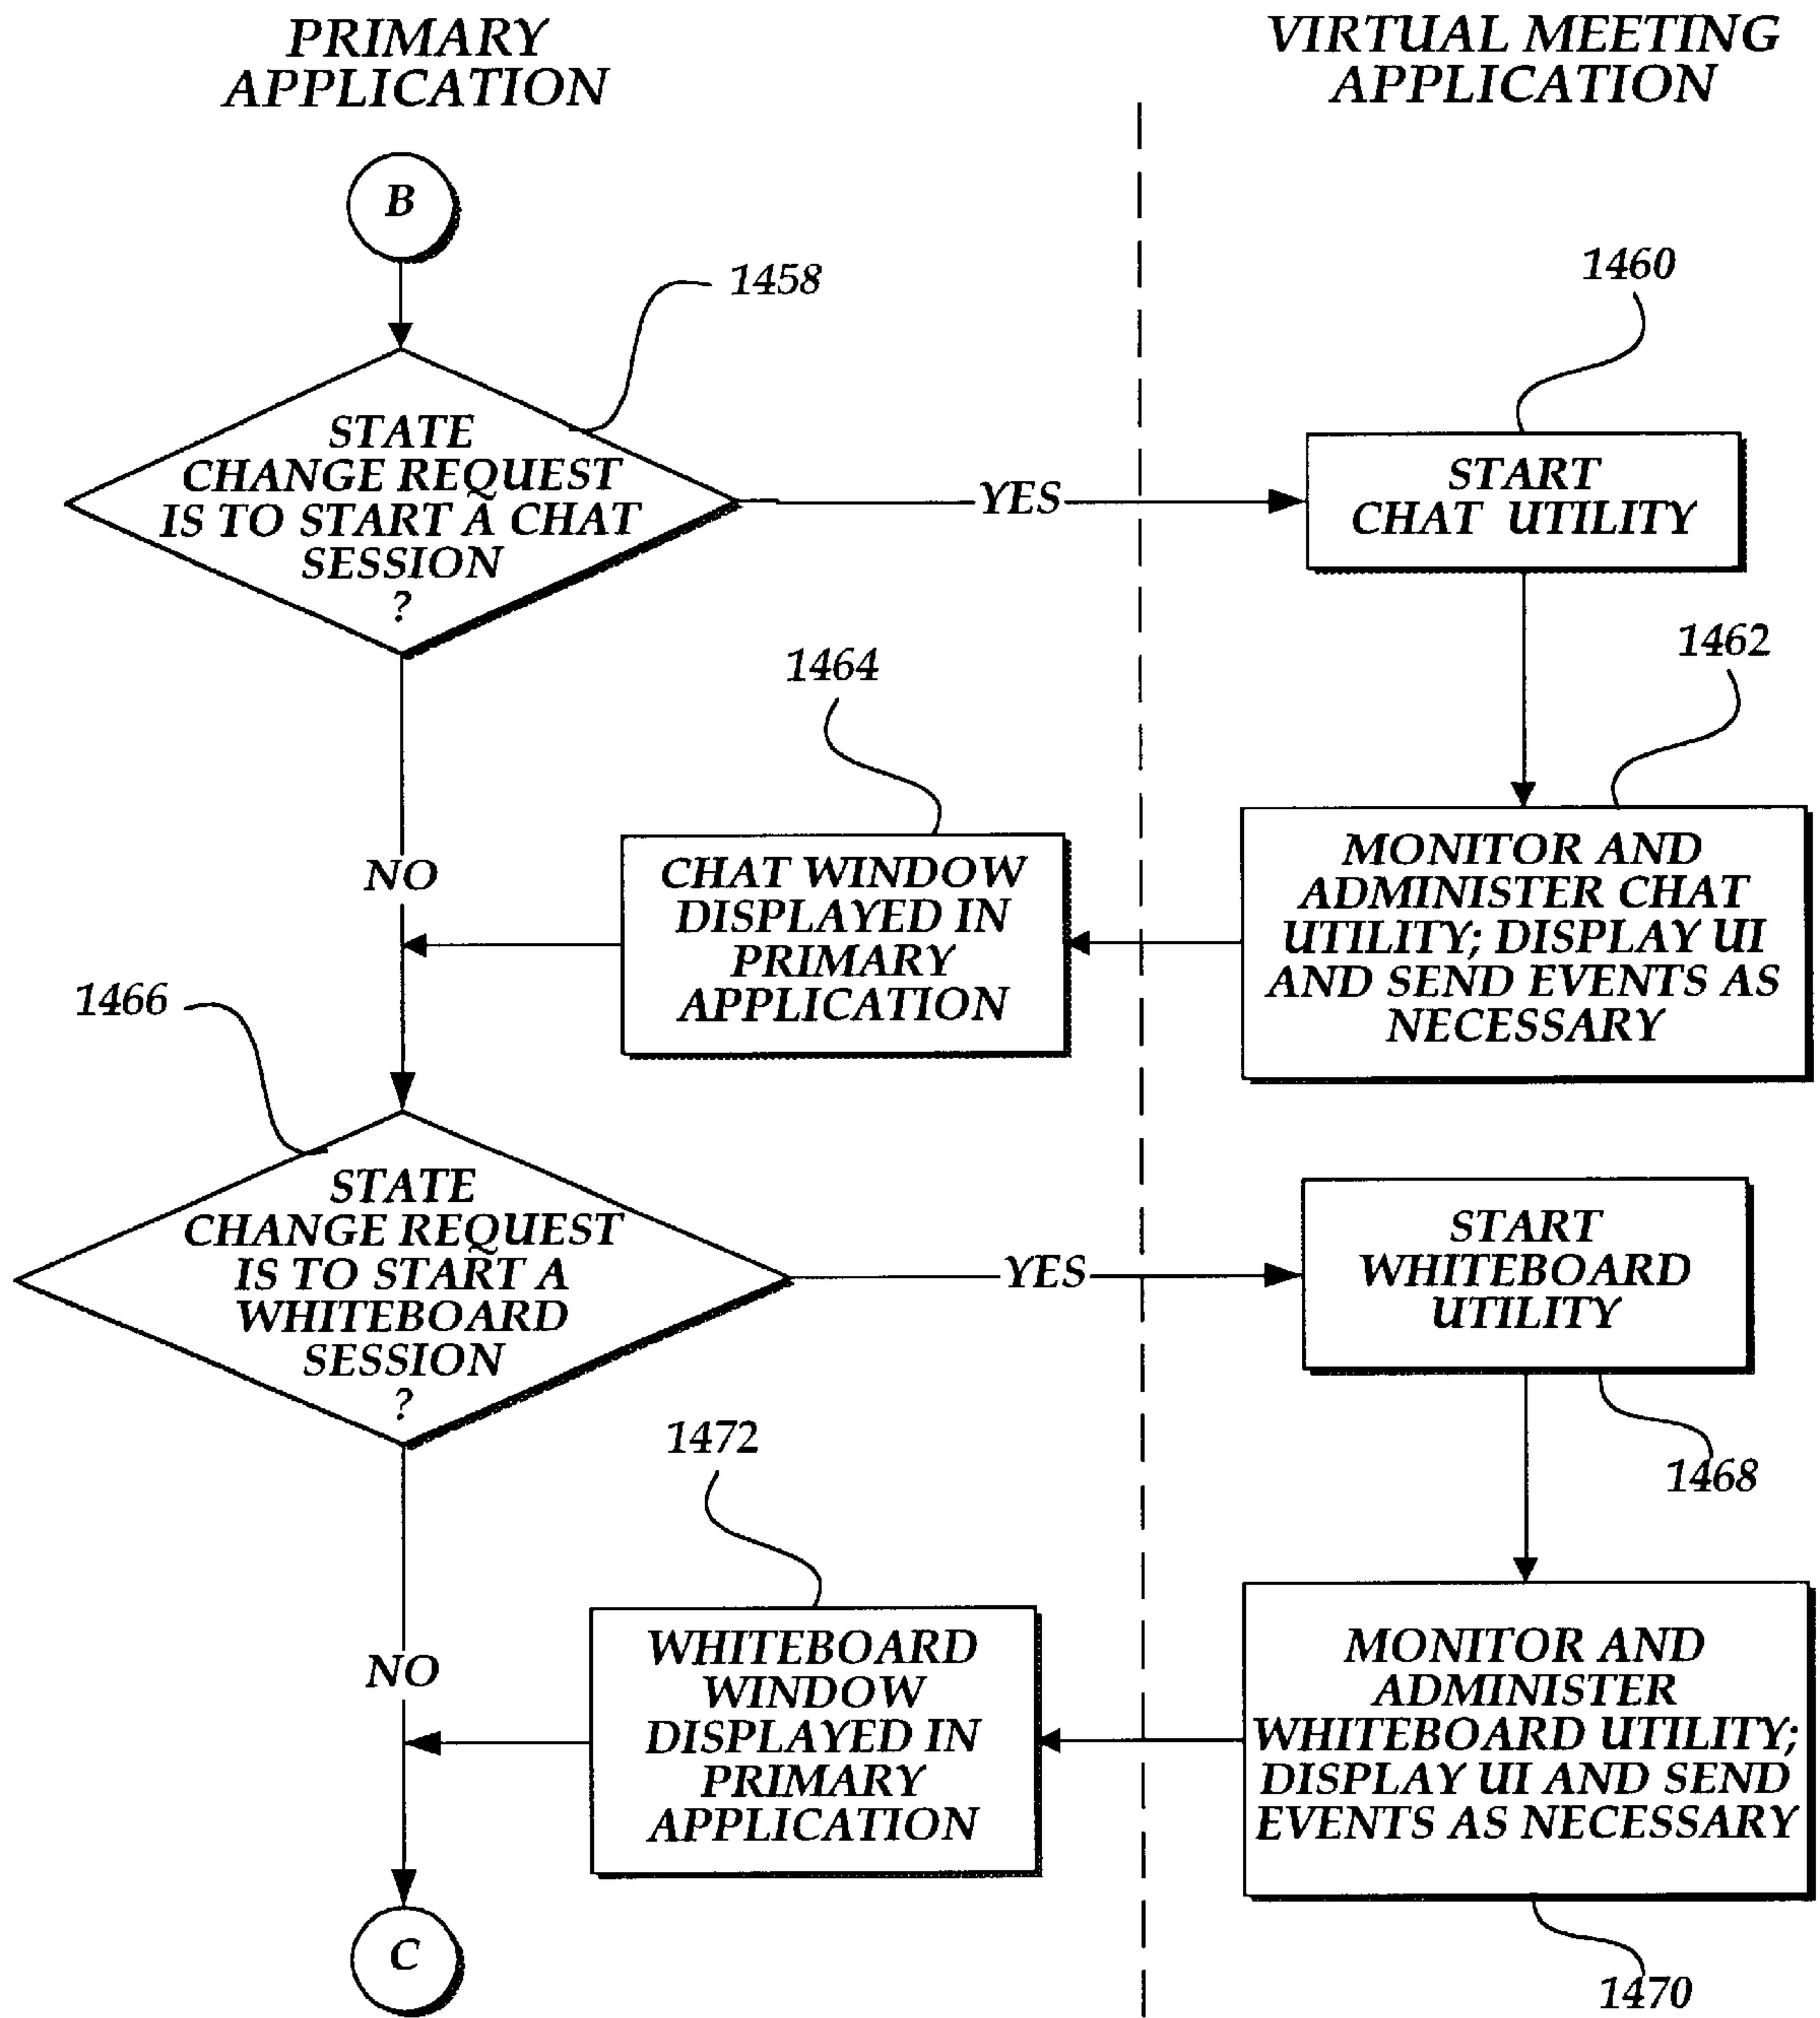 PRIMARY
APPLICATION
VIRTUAL MEETING
APPLICATION
B
1458
1460
STATE
CHANGE REQUEST
IS TO START A CHAT
SESSION
?
YES
START
CHAT UTILITY
1462
1464
NO
CHAT WINDOW
DISPLAYED IN
PRIMARY
APPLICATION
MONITOR AND
ADMINISTER CHAT
UTILITY; DISPLAY UI
AND SEND EVENTS AS
NECESSARY
1466
STATE
CHANGE REQUEST
IS TO START A
WHITEBOARD
SESSION
?
YES
START
WHITEBOARD
UTILITY
1468
1472
NO
WHITEBOARD
WINDOW
DISPLAYED IN
PRIMARY
APPLICATION
MONITOR AND
ADMINISTER
WHITEBOARD UTILITY;
DISPLAY UI AND SEND
EVENTS AS NECESSARY
C
1470